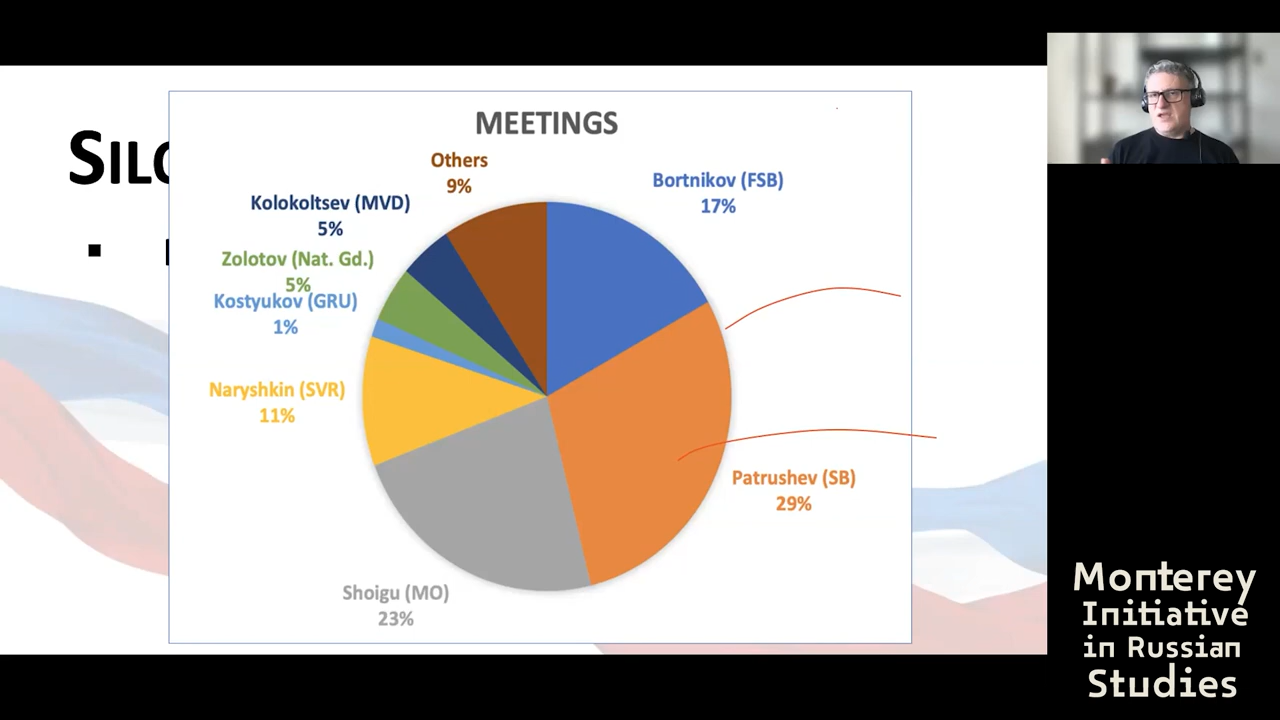 SILO
MEETINGS
Others
9%
Bortnikov (FSB)
17%
Kolokoltsev (MVD)
5%
Zolotov (Nat. Gd.)
5%
Kostyukov (GRU)
1%
Naryshkin (SVR)
11%
Patrushev (SB)
29%
Shoigu (MO)
23%
Monterey
Initiative
in Russian
Studies